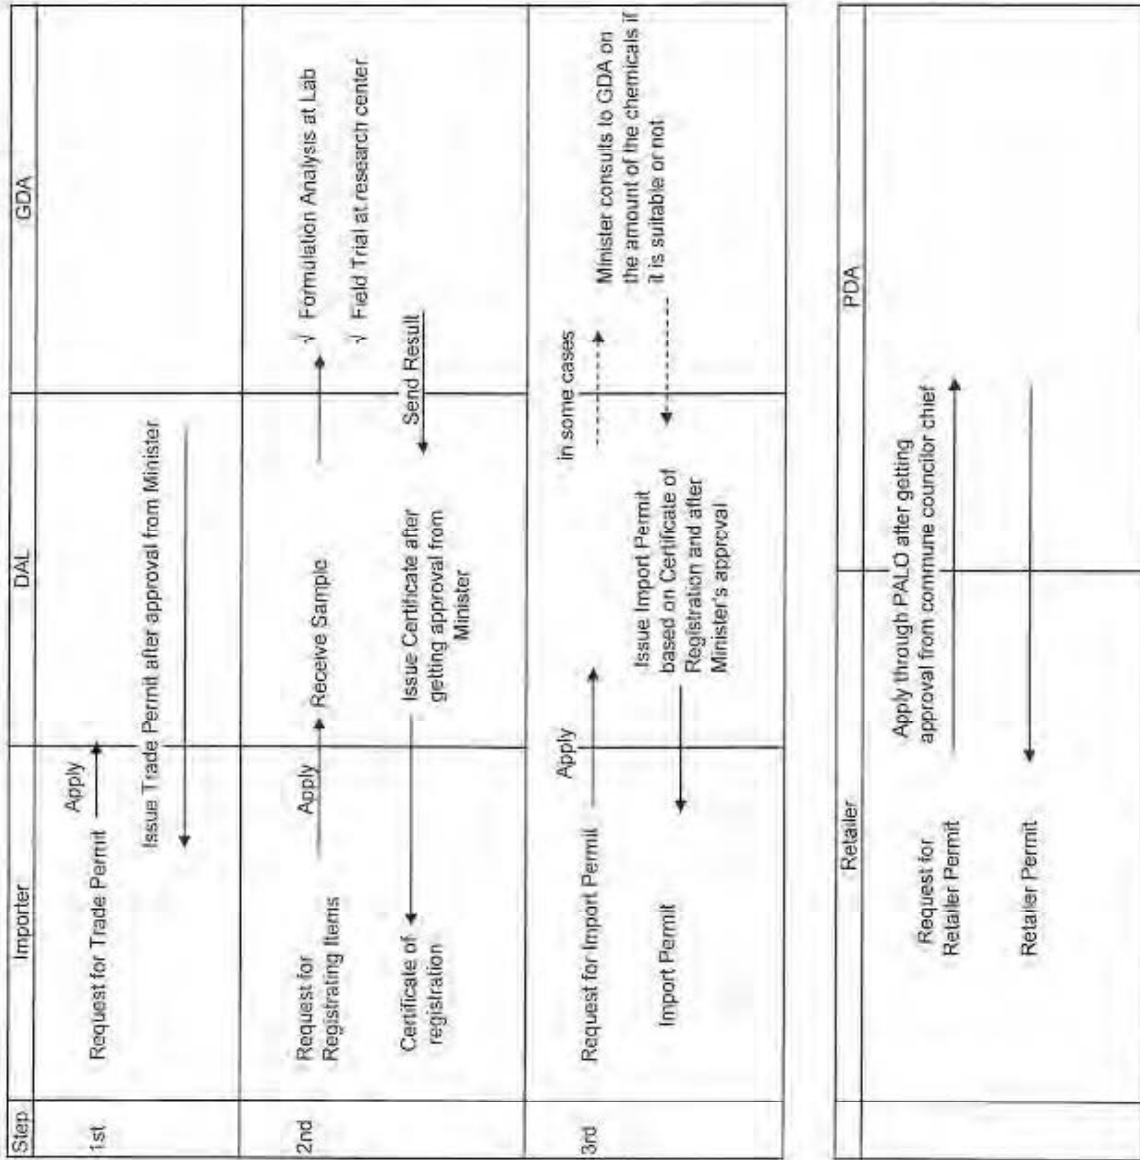 Step
Importer
DAL
GDA
1st
Request for Trade Permit
Apply
Issue Trade Permit after approval from Minister
2nd
Request for
Registrating Items
Apply
Receive Sample
√ Formulation Analysis at Lab
√ Field Trial at research center
Send Result
Issue Certificate after
getting approval from
Minister
Certificate of
registration
3rd
Request for Import Permit
Apply
in some cases
Minister consults to GDA on
the amount of the chemicals if
it is suitable or not
Issue Import Permit
based on Certificate of
Registration and after
Minister's approval
Import Permit
Retailer
PDA
Request for
Retailer Permit
Apply through PALO after getting
approval from commune councilor chief
Retailer Permit